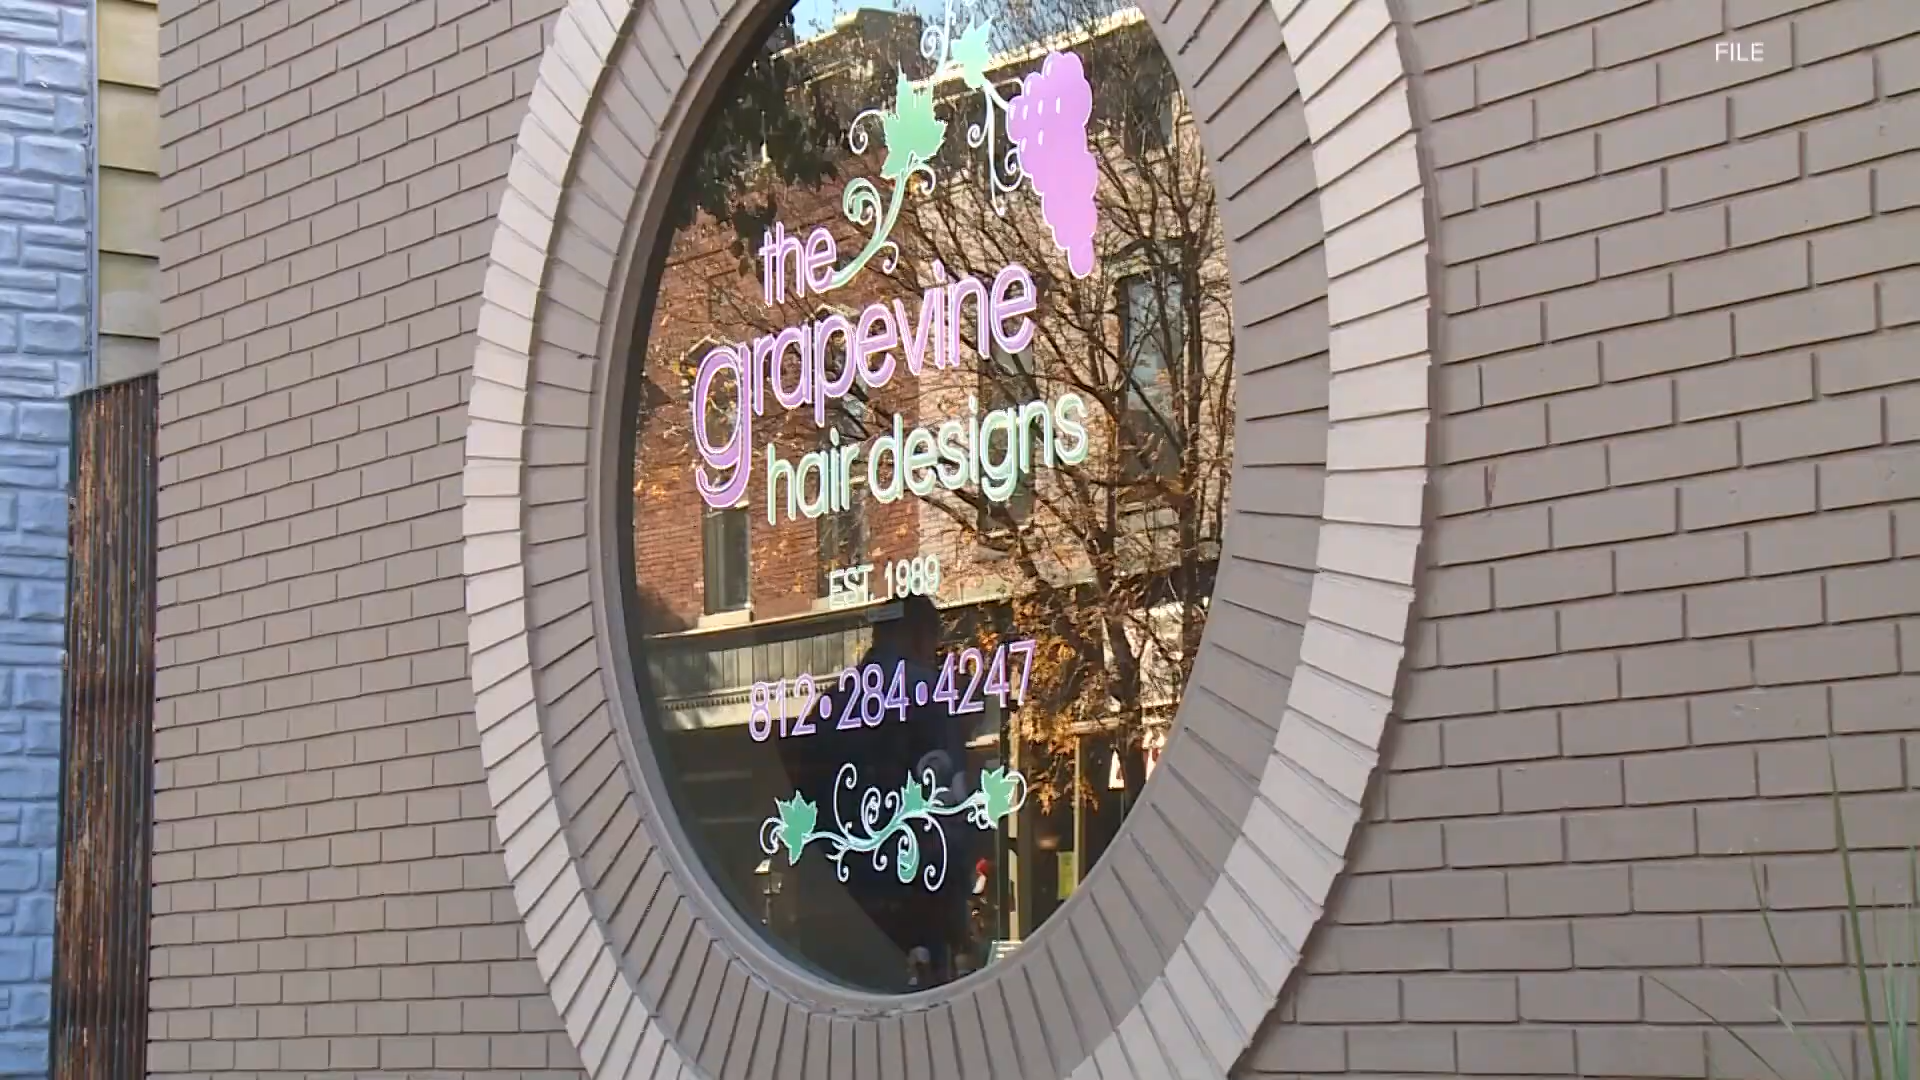 FILE
the
grapevine
hair designs
EST. 1989
812•284•4247